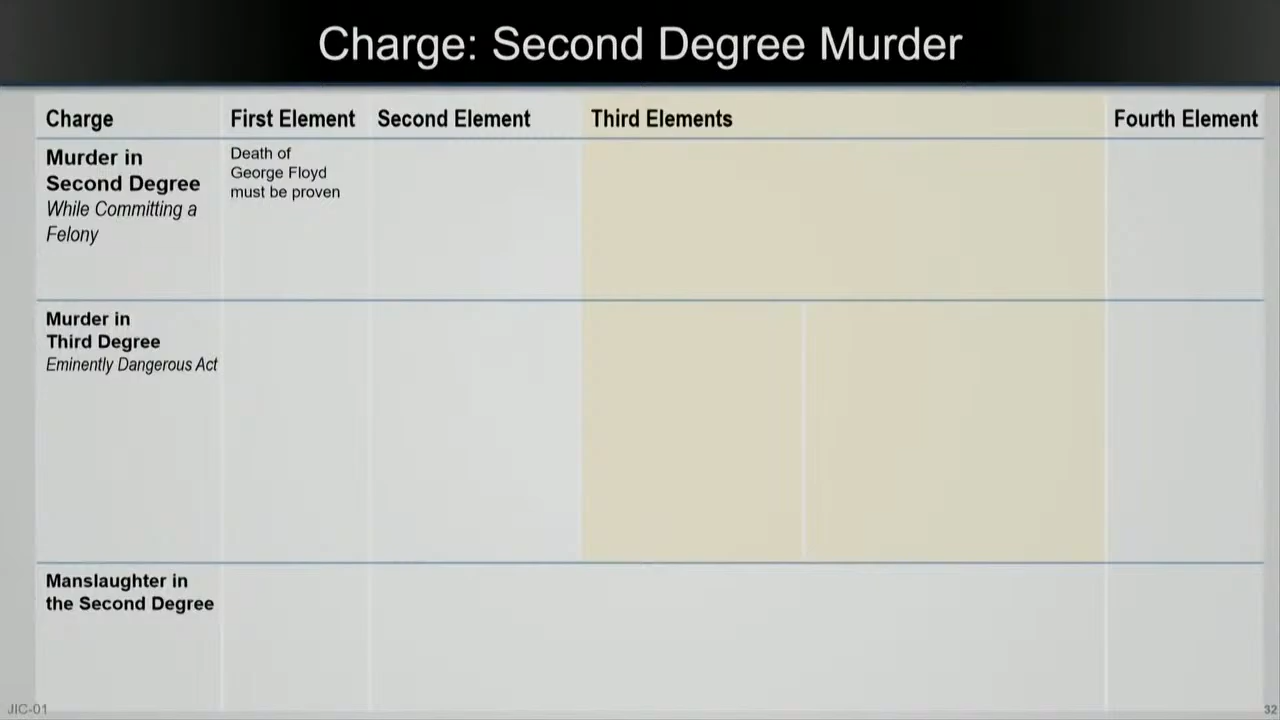 Charge: Second Degree Murder
Charge
First Element
Second Element
Third Elements
Fourth Element
Murder in
Second Degree
While Committing a
Felony
Death of
George Floyd
must be proven
Murder in
Third Degree
Eminently Dangerous Act
Manslaughter in
the Second Degree
JIC-01
32